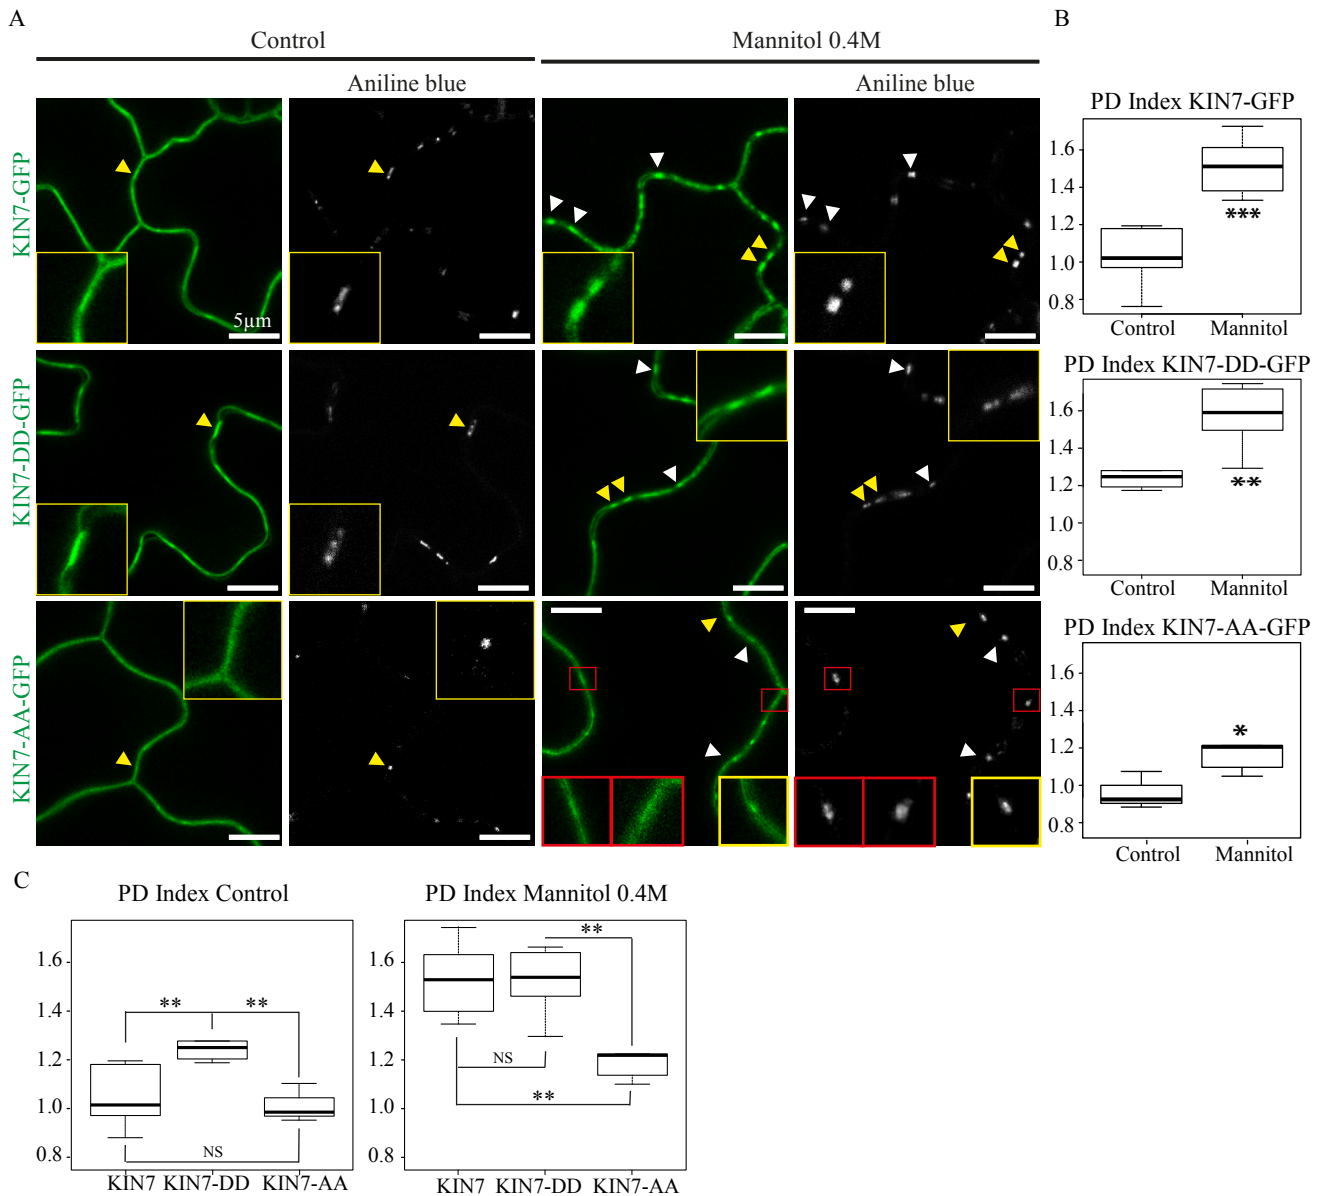 A
B
Control
Mannitol 0.4M
Aniline blue
Aniline blue
KIN7-GFP
5µm
KIN7-DD-GFP
KIN7-AA-GFP
PD Index KIN7-GFP
1.6
1.4
1.2
1.0
0.8
***
Control
Mannitol
PD Index KIN7-DD-GFP
1.6
1.4
1.2
1.0
0.8
**
Control
Mannitol
PD Index KIN7-AA-GFP
1.6
1.4
1.2
1.0
0.8
*
Control
Mannitol
C
PD Index Control
1.6
1.4
1.2
1.0
0.8
**
**
NS
KIN7
KIN7-DD
KIN7-AA
PD Index Mannitol 0.4M
1.6
1.4
1.2
1.0
0.8
**
NS
**
KIN7
KIN7-DD
KIN7-AA